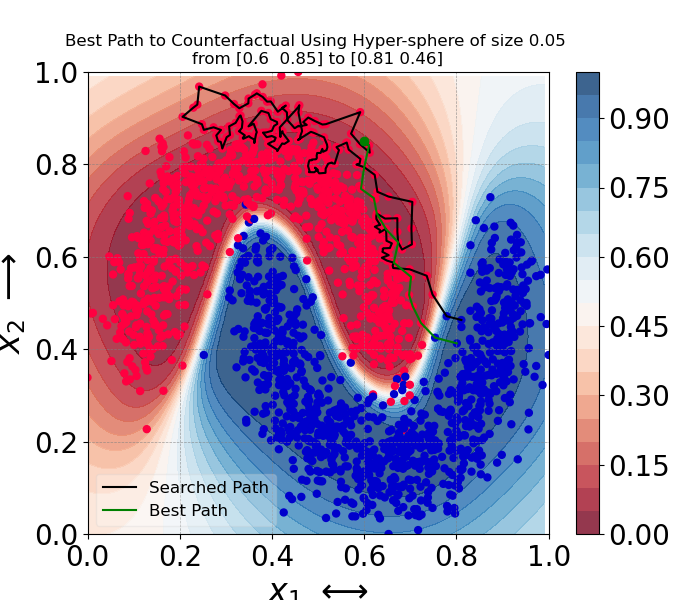 Best Path to Counterfactual Using Hyper-sphere of size 0.05
from [0.6 0.85] to [0.81 0.46]
1.0
0.8
0.6
0.4
0.2
0.0
x₂ ⟶
0.0 0.2 0.4 0.6 0.8 1.0
x₁ ⟷
Searched Path
Best Path
0.90
0.75
0.60
0.45
0.30
0.15
0.00